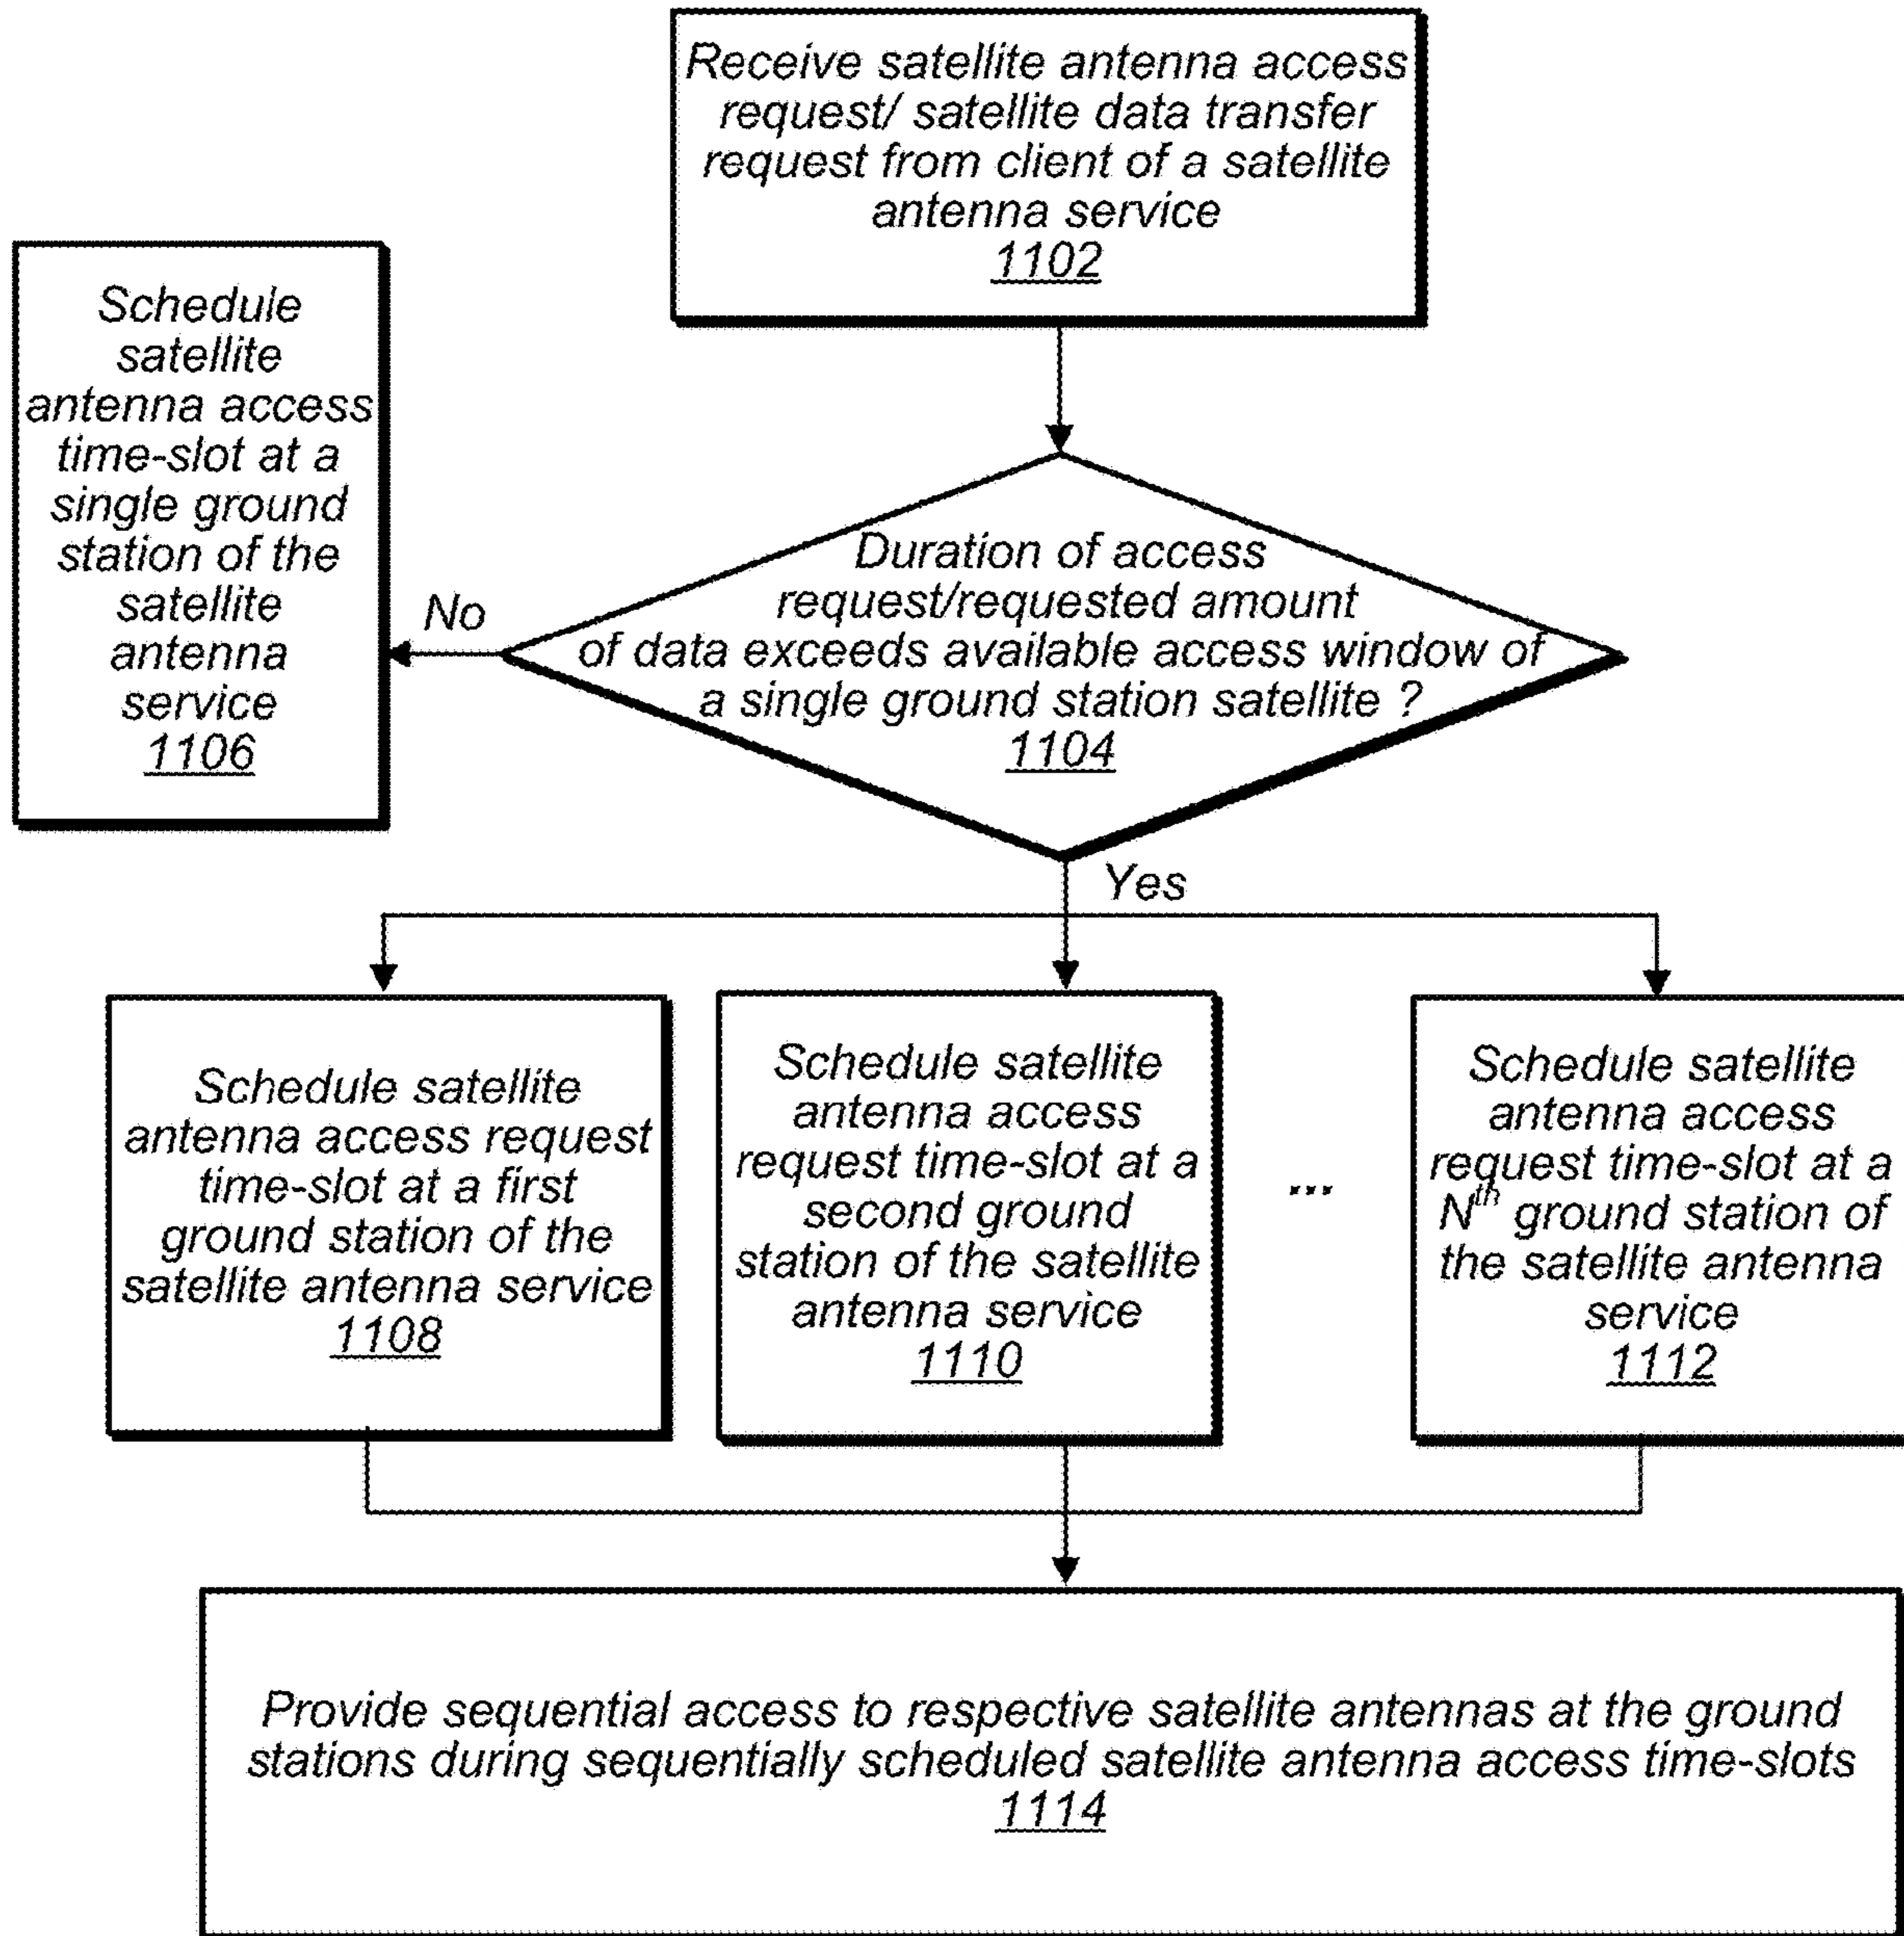 Receive satellite antenna access
request/ satellite data transfer
request from client of a satellite
antenna service
1102
Schedule
satellite
antenna access
time-slot at a
single ground
station of the
satellite
antenna
service
1106
Duration of access
request/requested amount
of data exceeds available access window of
a single ground station satellite ?
1104
No
Yes
Schedule satellite
antenna access request
time-slot at a first
ground station of the
satellite antenna service
1108
Schedule satellite
antenna access
request time-slot at a
second ground
station of the satellite
antenna service
1110
...
Schedule satellite
antenna access
request time-slot at a
Nth ground station of
the satellite antenna
service
1112
Provide sequential access to respective satellite antennas at the ground
stations during sequentially scheduled satellite antenna access time-slots
1114